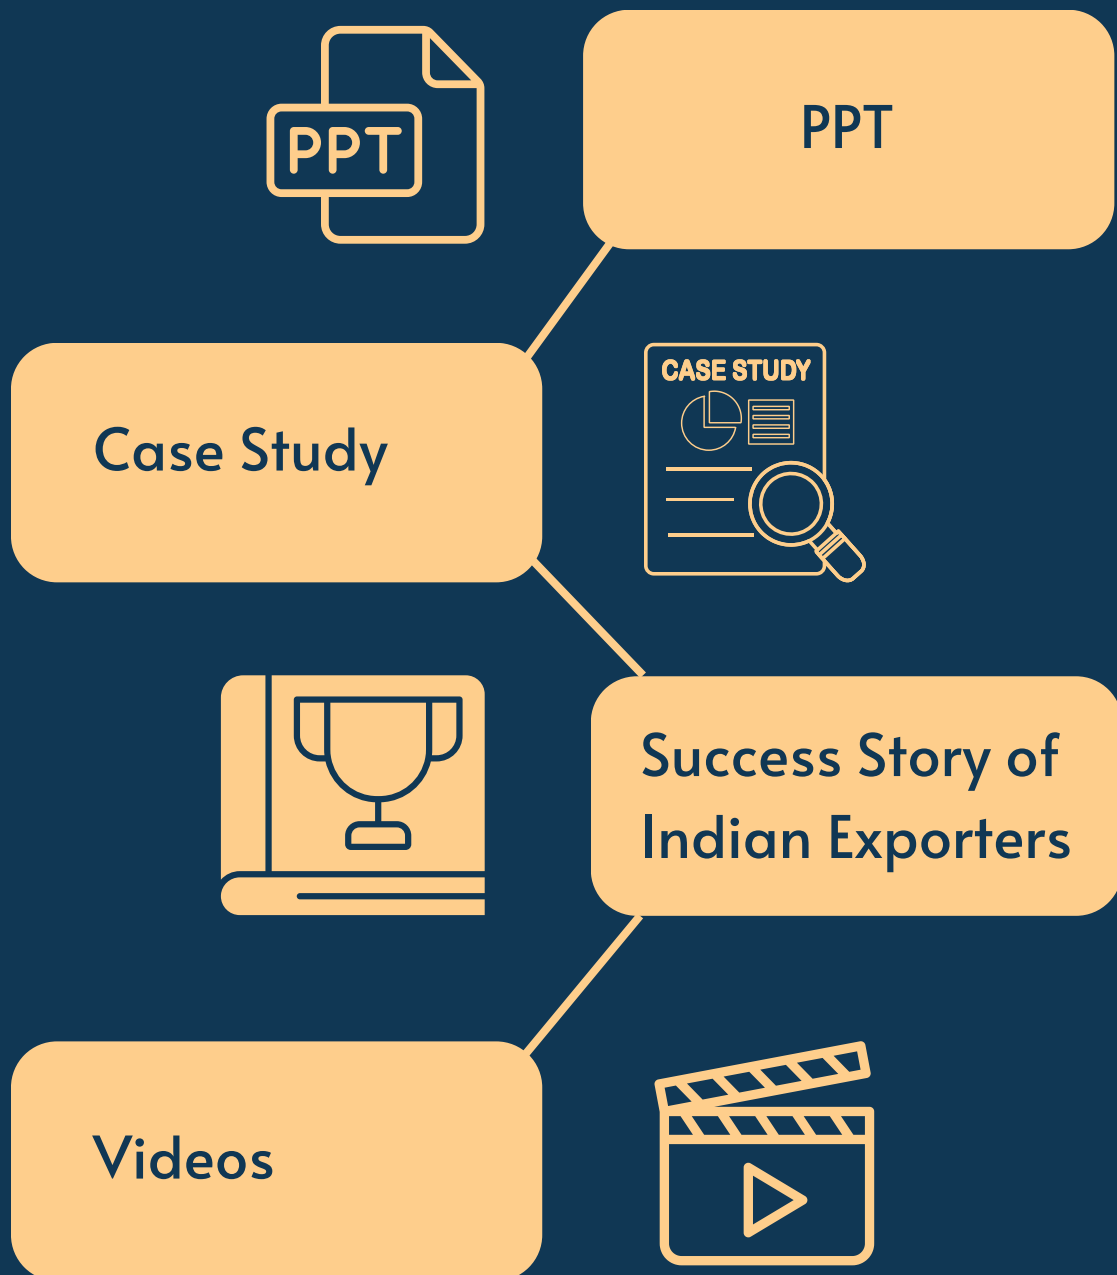 PPT
PPT
Case Study
CASE STUDY
Success Story of
Indian Exporters
Videos